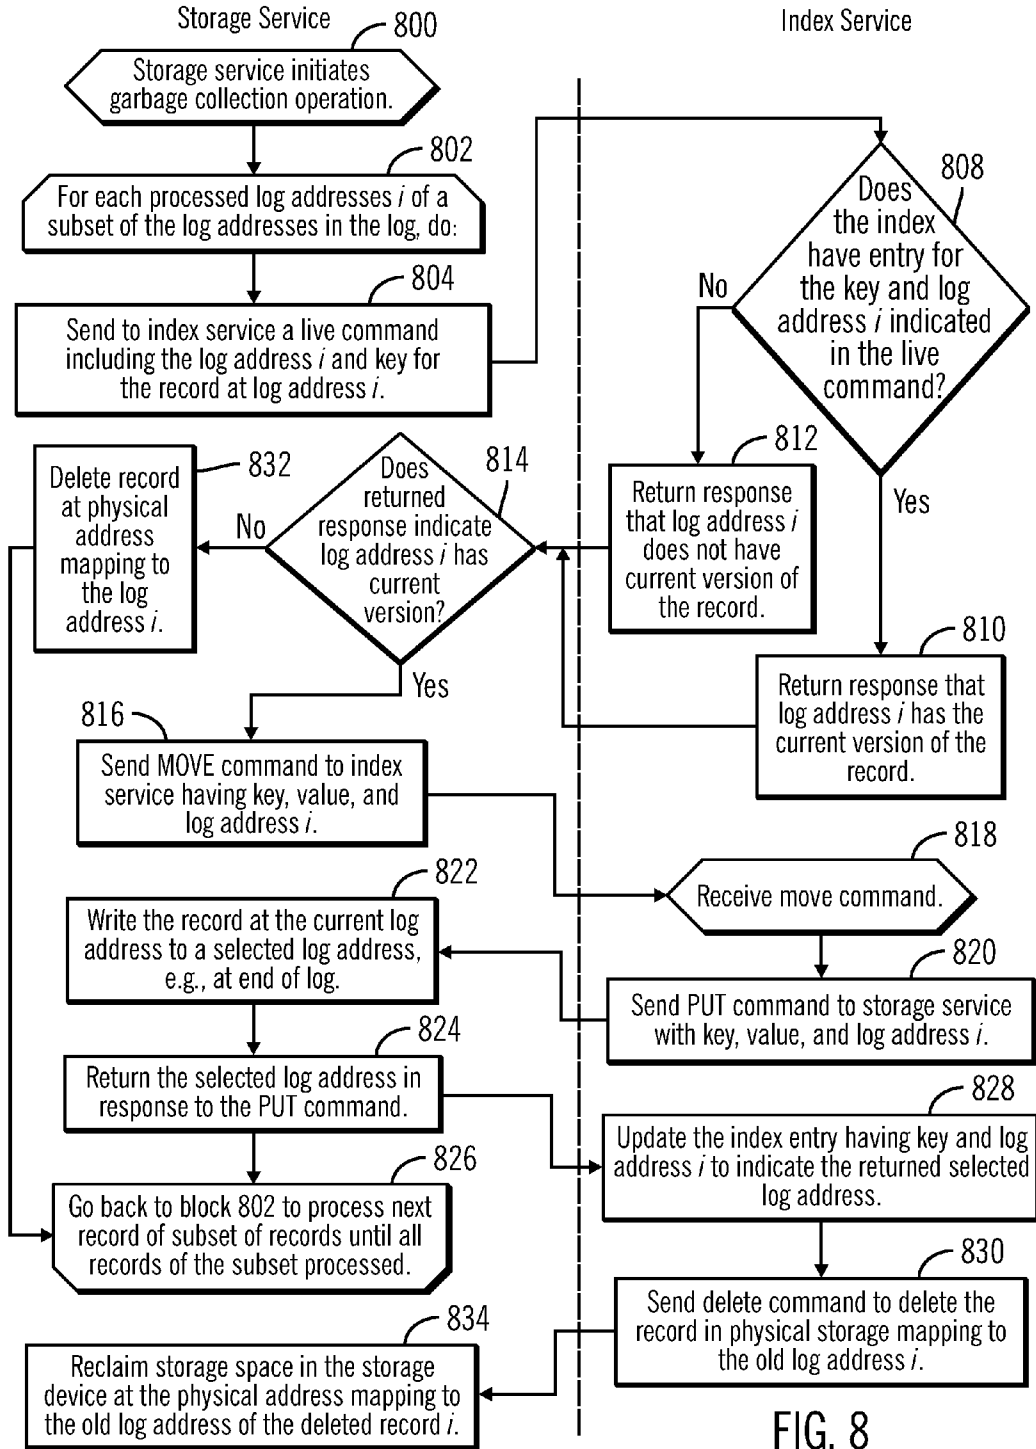 Storage Service
Index Service
800
Storage service initiates
garbage collection operation.
802
For each processed log addresses i of a
subset of the log addresses in the log, do:
804
Send to index service a live command
including the log address i and key for
the record at log address i.
808
Does
the index
have entry for
the key and log
address i indicated
in the live
command?
No
Yes
812
Return response
that log address i
does not have
current version of
the record.
810
Return response that
log address i has the
current version of the
record.
814
Does
returned
response indicate
log address i has
current
version?
No
Yes
832
Delete record
at physical
address
mapping to
the log
address i.
816
Send MOVE command to index
service having key, value, and
log address i.
818
Receive move command.
820
Send PUT command to storage service
with key, value, and log address i.
822
Write the record at the current log
address to a selected log address,
e.g., at end of log.
824
Return the selected log address in
response to the PUT command.
826
Go back to block 802 to process next
record of subset of records until all
records of the subset processed.
828
Update the index entry having key and log
address i to indicate the returned selected
log address.
830
Send delete command to delete the
record in physical storage mapping to
the old log address i.
834
Reclaim storage space in the storage
device at the physical address mapping to
the old log address of the deleted record i.
FIG. 8